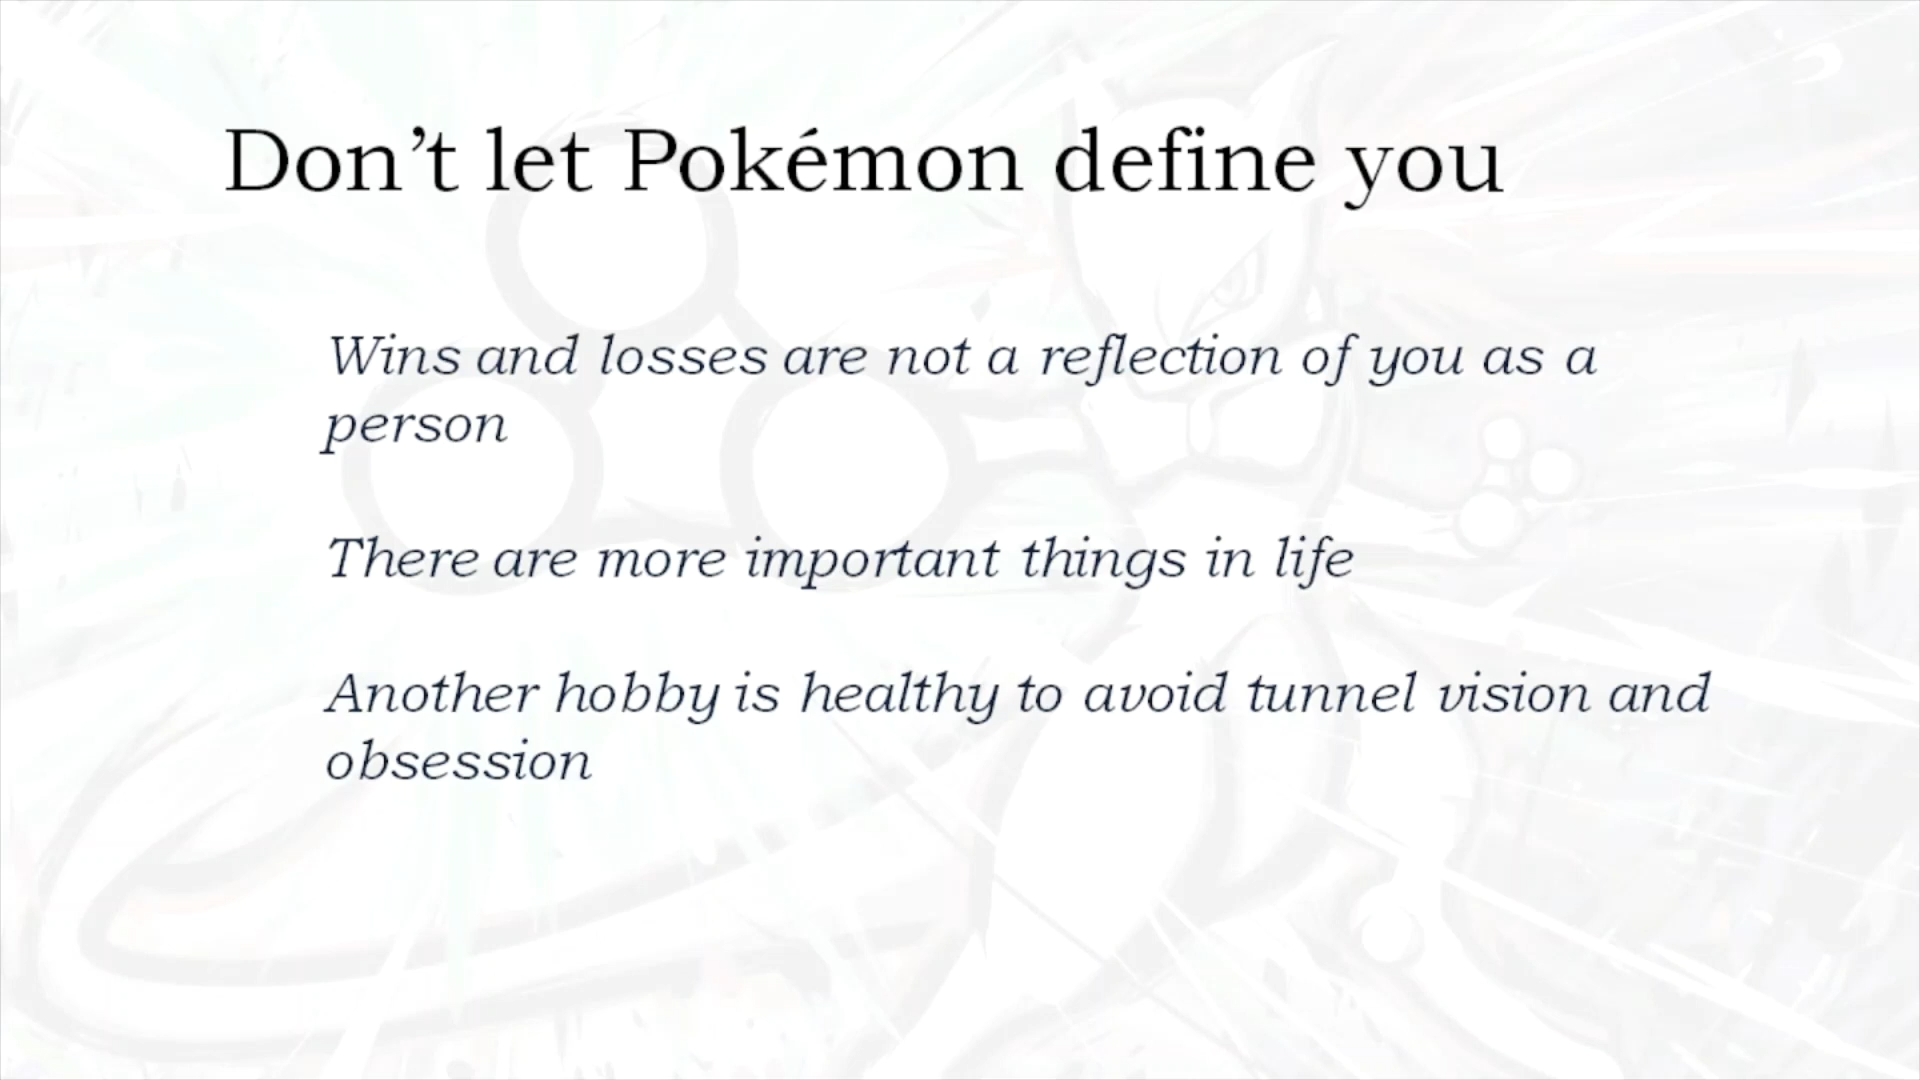 Don’t let Pokémon define you
Wins and losses are not a reflection of you as a
person
There are more important things in life
Another hobby is healthy to avoid tunnel vision and
obsession